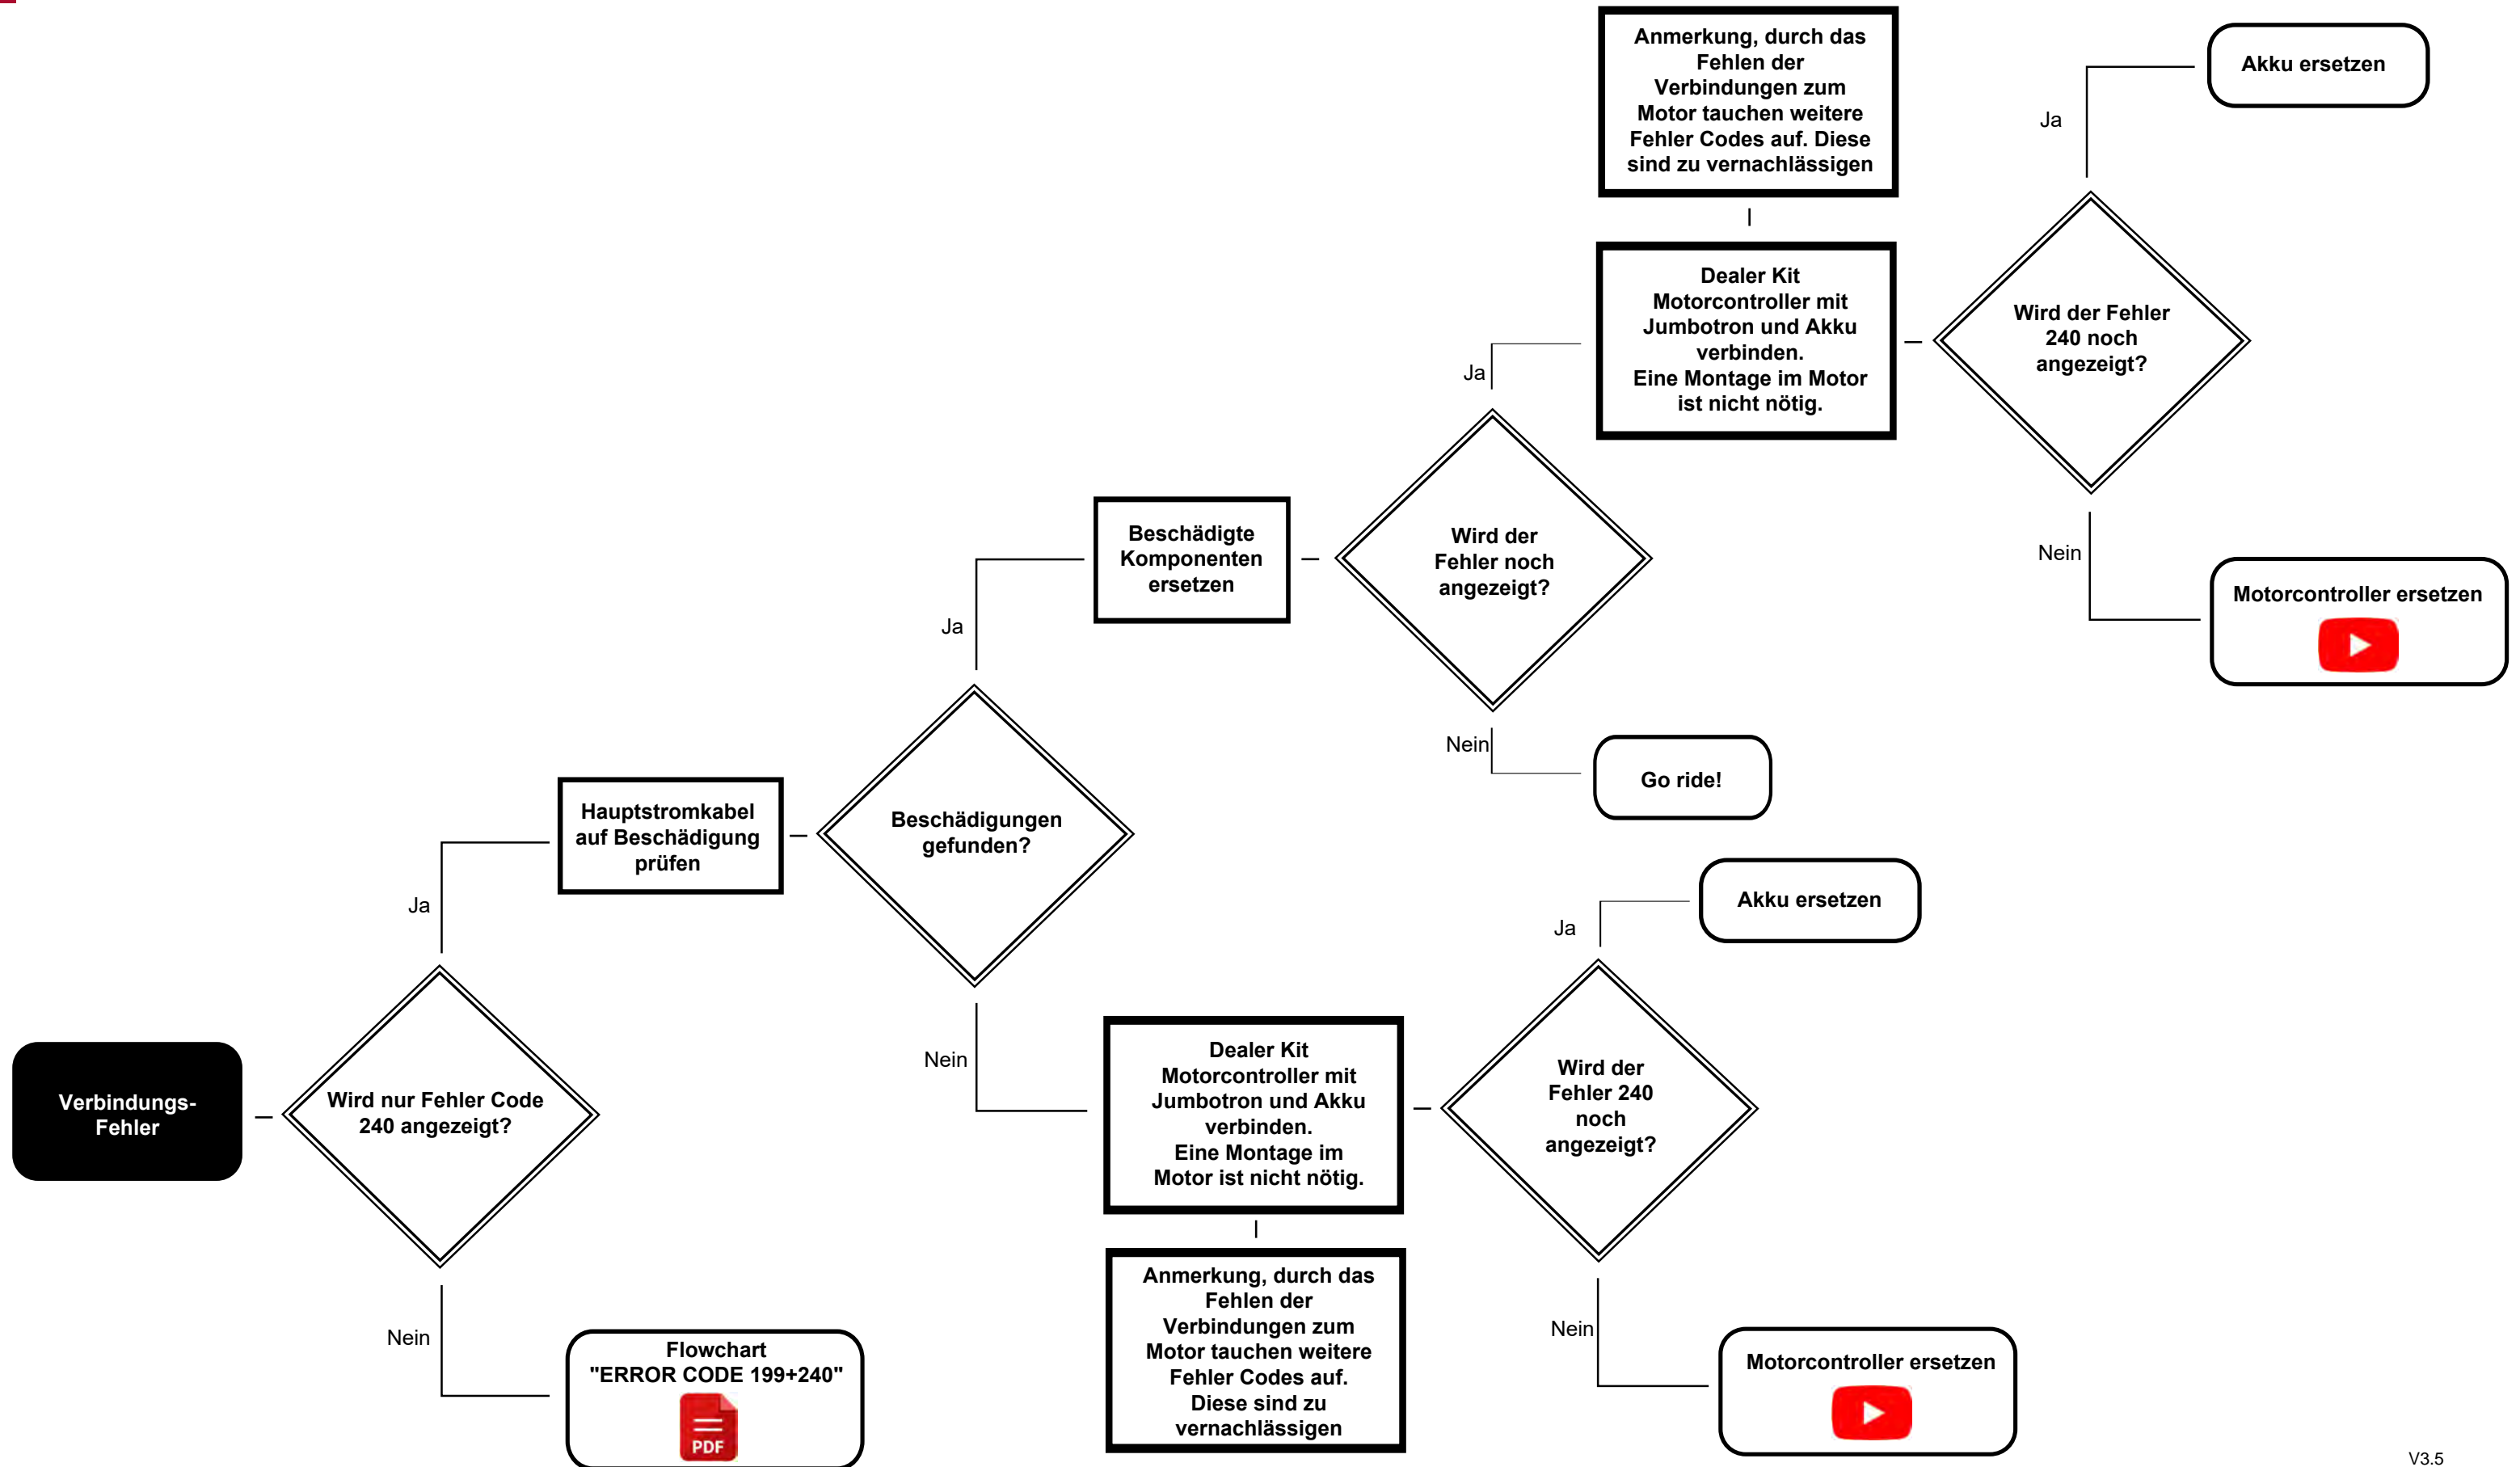 Verbindungs-
Fehler
Wird nur Fehler Code
240 angezeigt?
Ja
Nein
Flowchart
"ERROR CODE 199+240"
PDF
Hauptstromkabel
auf Beschädigung
prüfen
Beschädigungen
gefunden?
Ja
Nein
Beschädigte
Komponenten
ersetzen
Wird der
Fehler noch
angezeigt?
Ja
Nein
Go ride!
Anmerkung, durch das
Fehlen der
Verbindungen zum
Motor tauchen weitere
Fehler Codes auf. Diese
sind zu vernachlässigen
Dealer Kit
Motorcontroller mit
Jumbotron und Akku
verbinden.
Eine Montage im Motor
ist nicht nötig.
Wird der Fehler
240 noch
angezeigt?
Ja
Akku ersetzen
Nein
Motorcontroller ersetzen
Dealer Kit
Motorcontroller mit
Jumbotron und Akku
verbinden.
Eine Montage im
Motor ist nicht nötig.
Anmerkung, durch das
Fehlen der
Verbindungen zum
Motor tauchen weitere
Fehler Codes auf.
Diese sind zu
vernachlässigen
Wird der
Fehler 240
noch
angezeigt?
Ja
Akku ersetzen
Nein
Motorcontroller ersetzen
V3.5